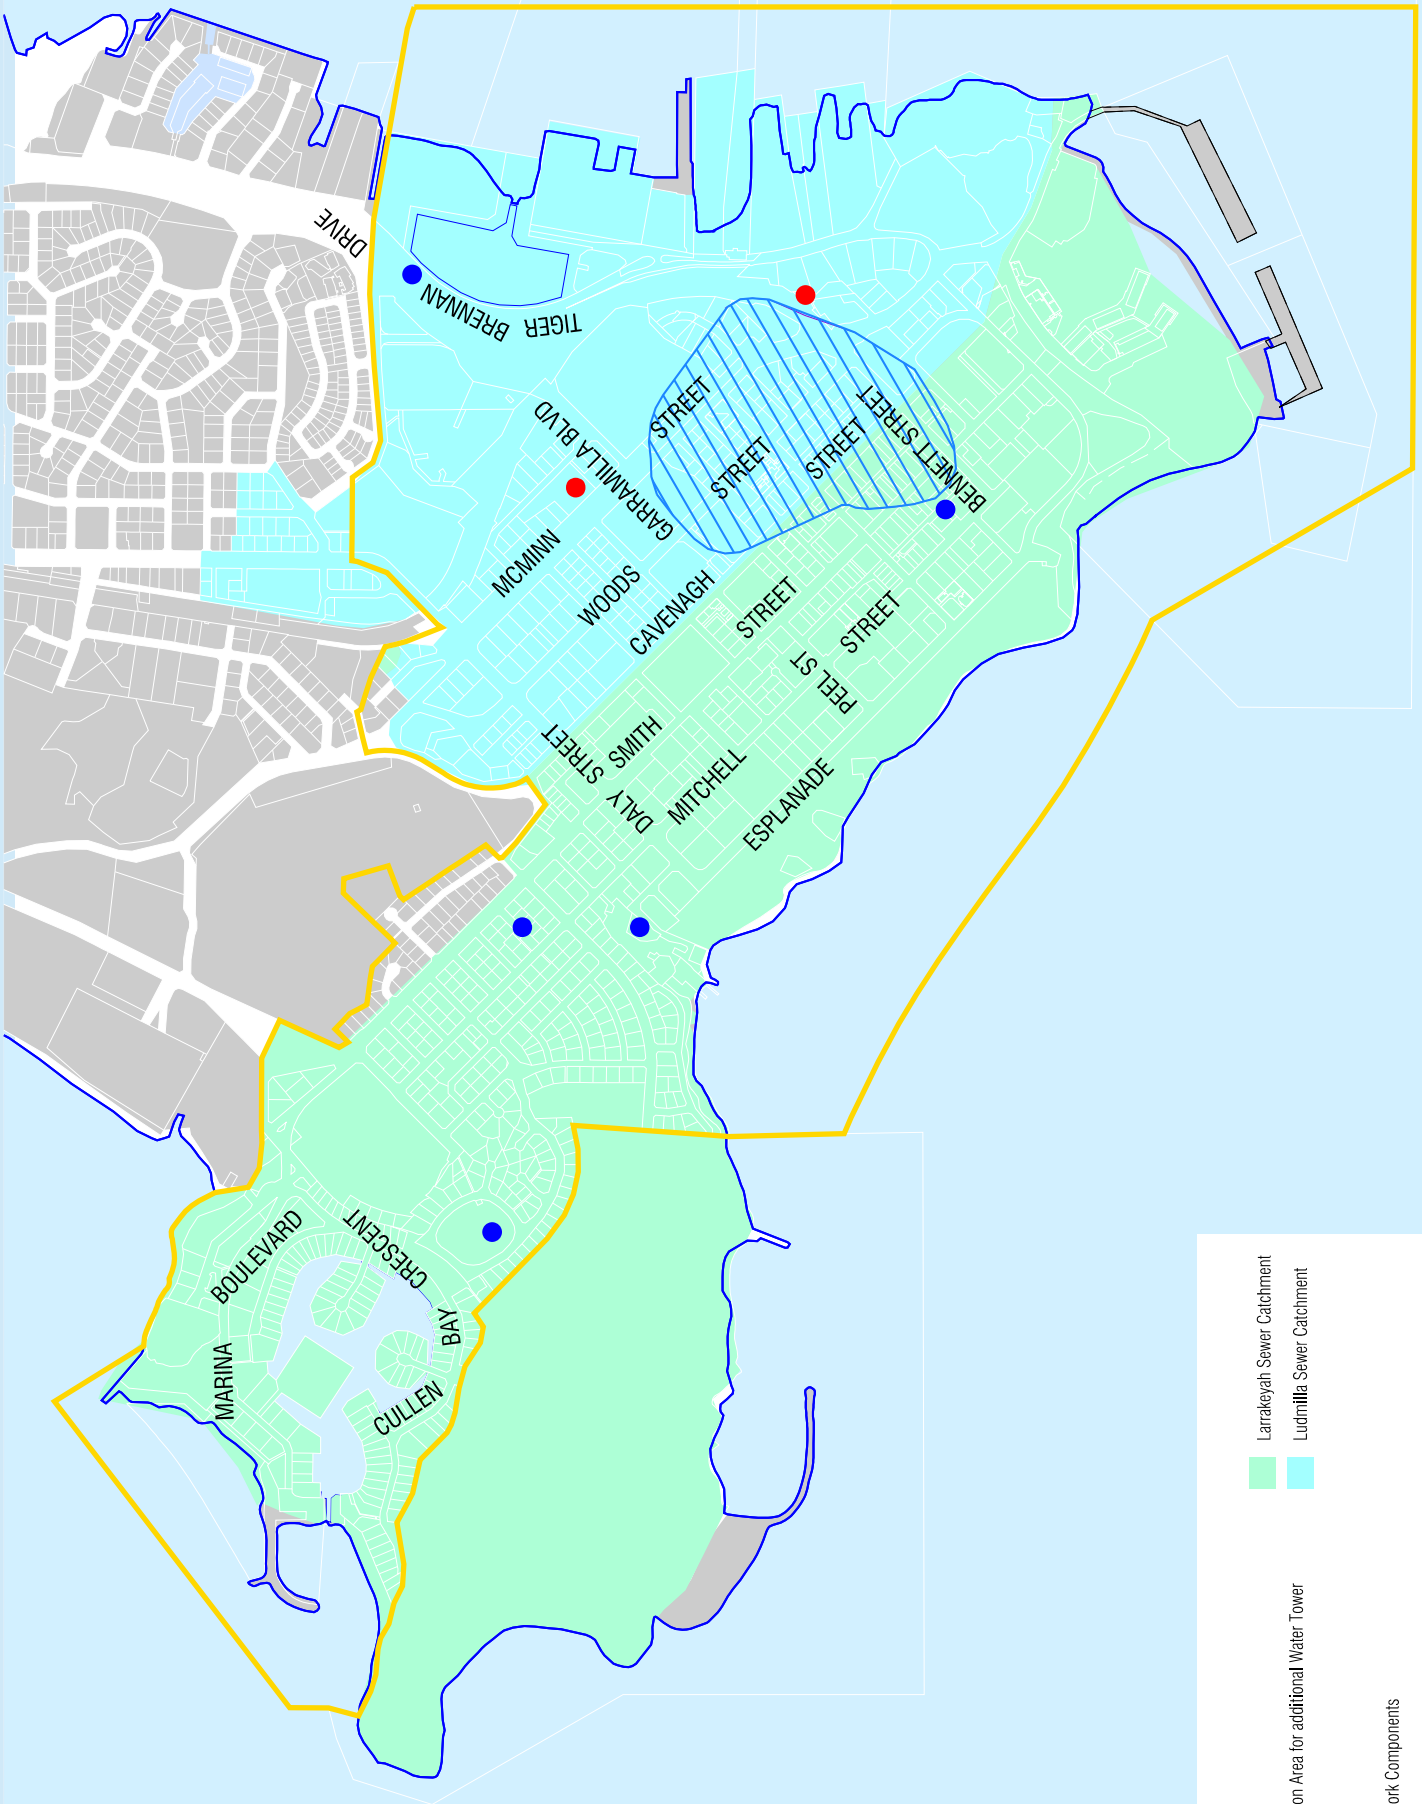 DRIVE
BRENNAN
TIGER
STREET
STREET
STREET
BENNETT STREET
GARRAMILLA BLVD
MCMINN
WOODS
CAVENAGH
STREET
STREET
PEEL ST
SMITH
DALY STREET
MITCHELL
ESPLANADE
BOULEVARD
MARINA
CRESCENT
BAY
CULLEN
Larrakeyah Sewer Catchment
Ludmilla Sewer Catchment
on Area for additional Water Tower
ork Components